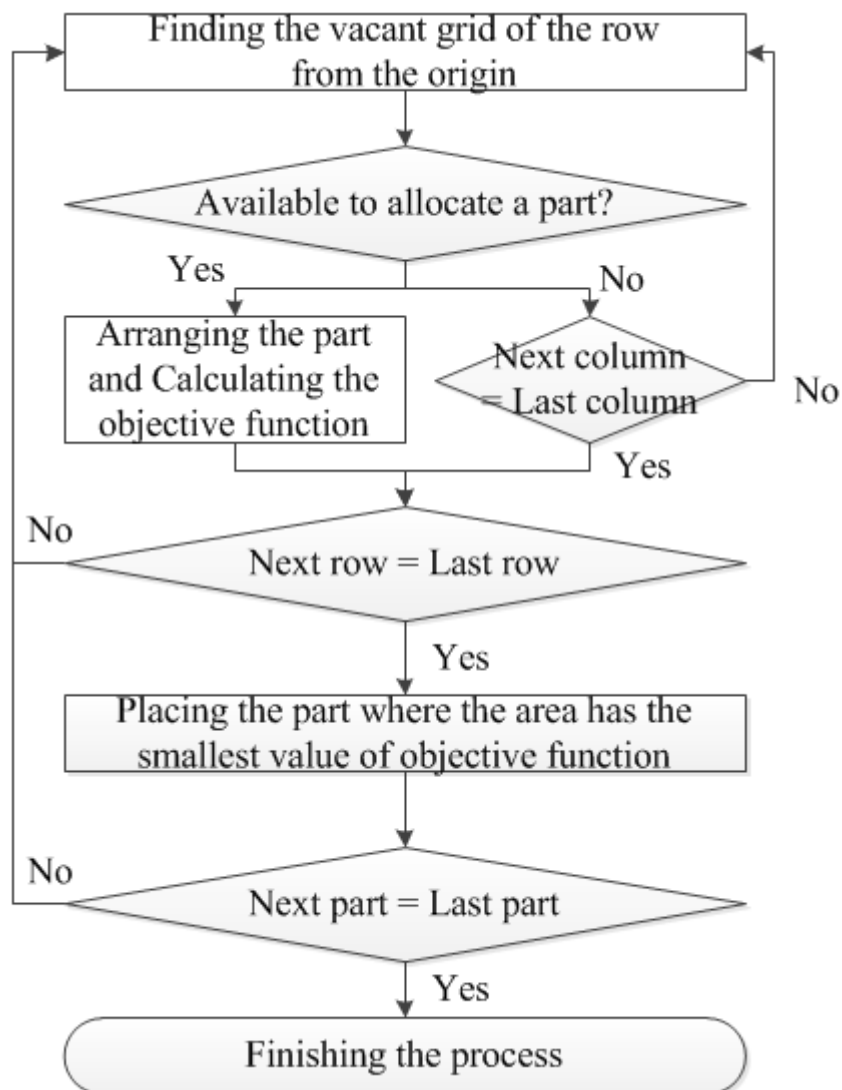 Finding the vacant grid of the row
from the origin
Available to allocate a part?
Yes
No
Arranging the part
and Calculating the
objective function
Next column
= Last column
No
Yes
No
Next row = Last row
Yes
Placing the part where the area has the
smallest value of objective function
No
Next part = Last part
Yes
Finishing the process